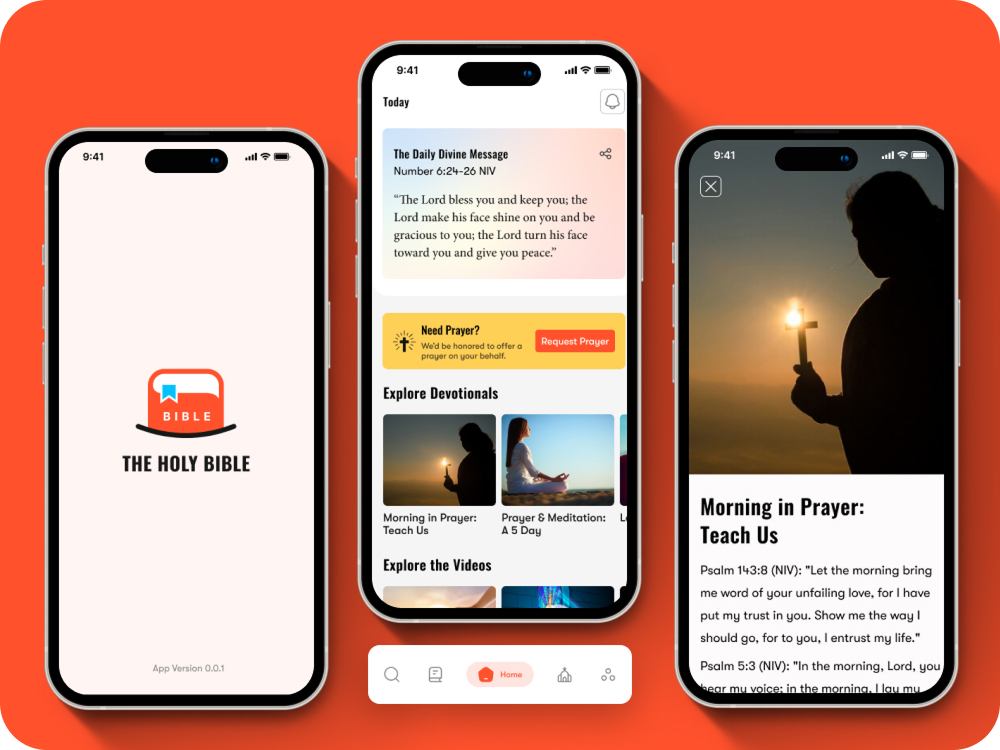 9:41
BIBLE
THE HOLY BIBLE
App Version 0.0.1
9:41
Today
The Daily Divine Message
Number 6:24-26 NIV
“The Lord bless you and keep you; the
Lord make his face shine on you and be
gracious to you; the Lord turn his face
toward you and give you peace.”
Need Prayer?
We'd be honored to offer a
prayer on your behalf.
Request Prayer
Explore Devotionals
Morning in Prayer:
Teach Us
Prayer & Meditation:
A 5 Day
Explore the Videos
Home
9:41
Morning in Prayer:
Teach Us
Psalm 143:8 (NIV): "Let the morning bring
me word of your unfailing love, for I have
put my trust in you. Show me the way I
should go, for to you, I entrust my life."
Psalm 5:3 (NIV): "In the morning, Lord, you
hear my voice; in the morning, I lay my